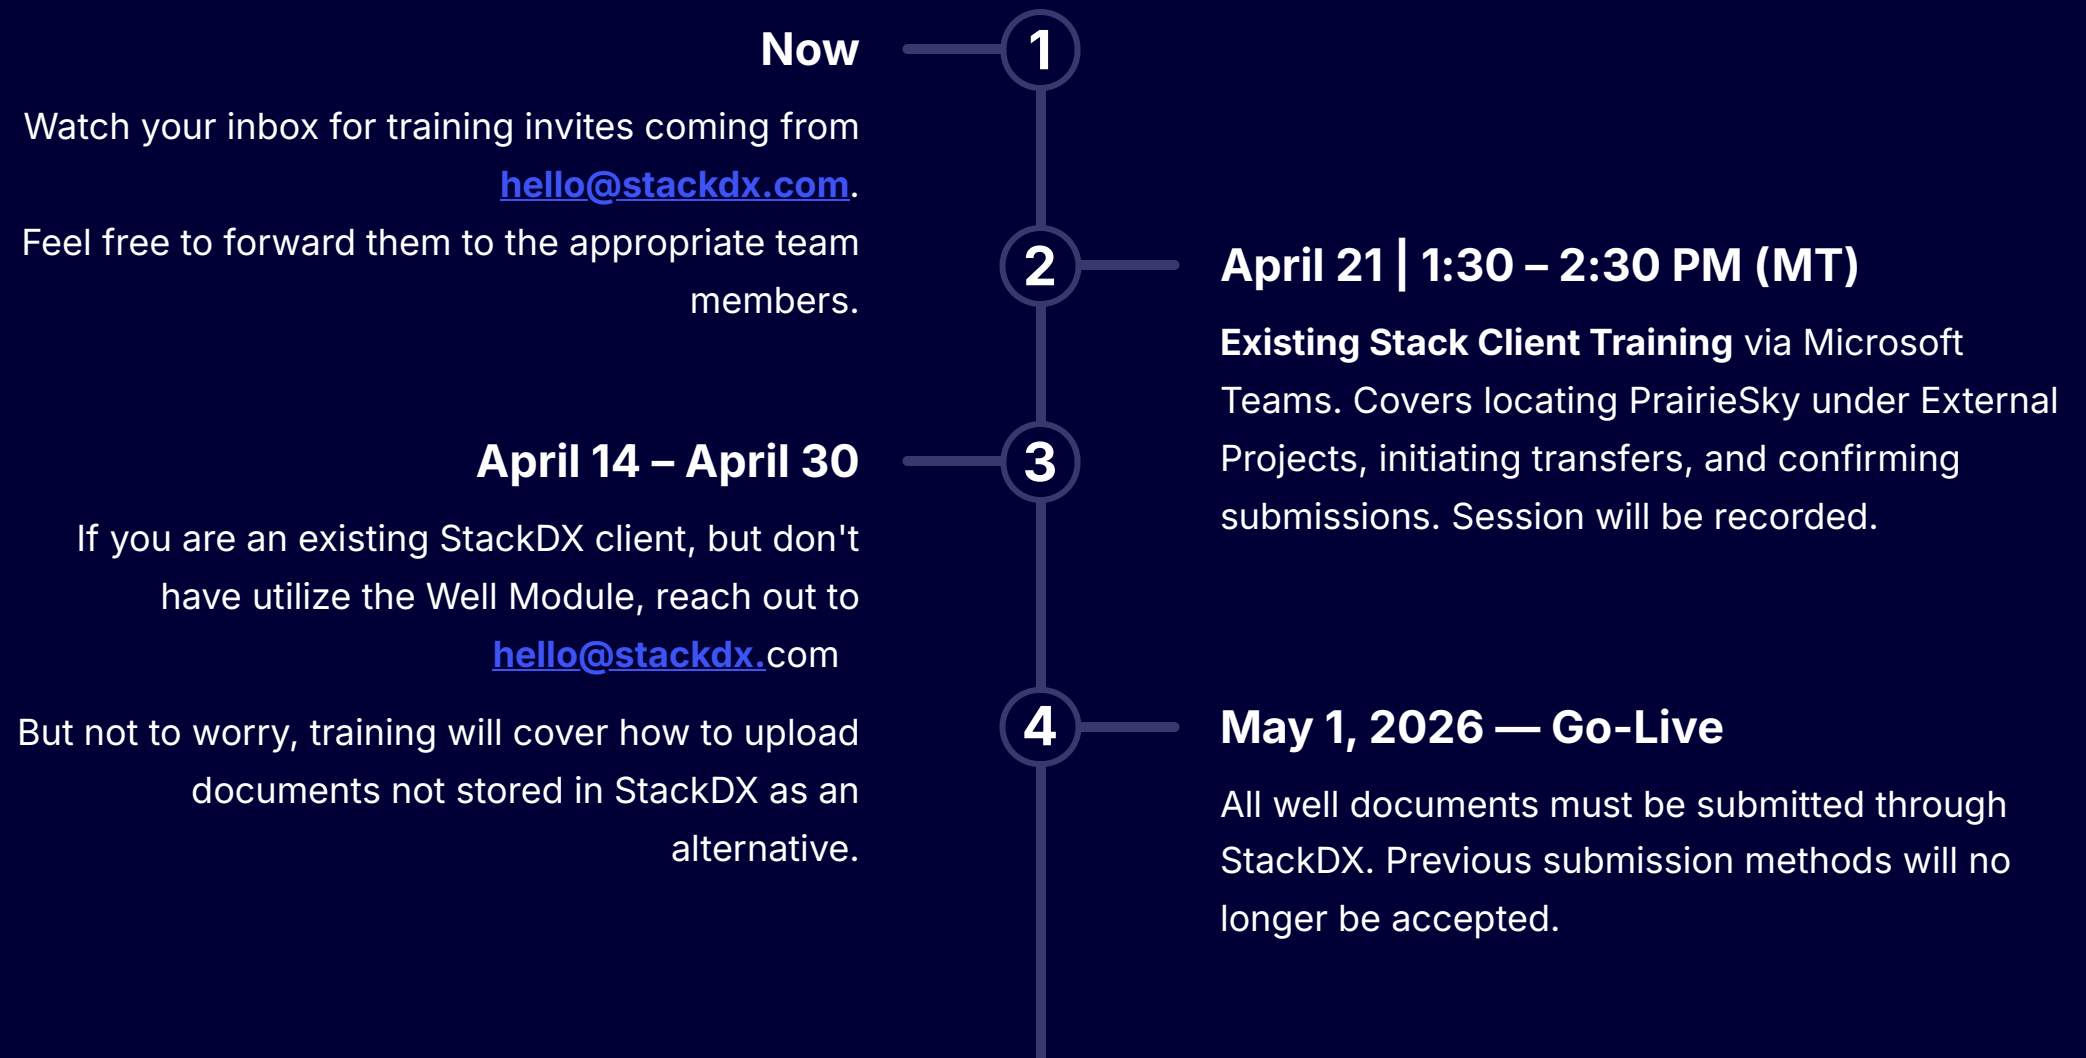 Now
1
Watch your inbox for training invites coming from
hello@stackdx.com.
Feel free to forward them to the appropriate team
members.
2
April 21 | 1:30 – 2:30 PM (MT)
Existing Stack Client Training via Microsoft
Teams. Covers locating PrairieSky under External
Projects, initiating transfers, and confirming
submissions. Session will be recorded.
April 14 – April 30
3
If you are an existing StackDX client, but don't
have utilize the Well Module, reach out to
hello@stackdx.com
But not to worry, training will cover how to upload
documents not stored in StackDX as an
alternative.
4
May 1, 2026 — Go-Live
All well documents must be submitted through
StackDX. Previous submission methods will no
longer be accepted.